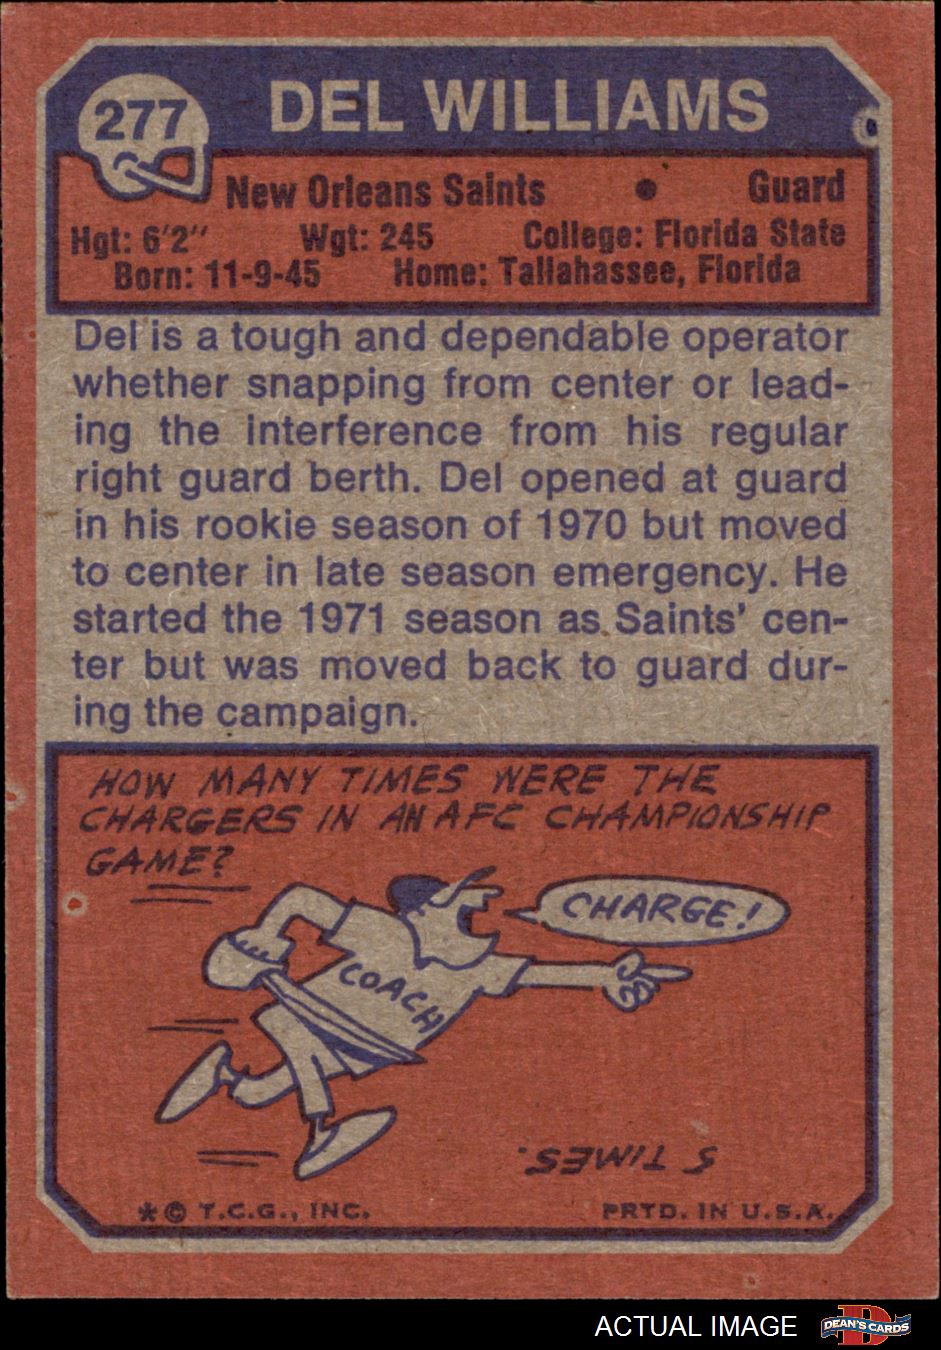 277
DEL WILLIAMS
New Orleans Saints • Guard
Hgt: 6'2" Wgt: 245 College: Florida State
Born: 11-9-45 Home: Tallahassee, Florida
Del is a tough and dependable operator
whether snapping from center or lead-
ing the interference from his regular
right guard berth. Del opened at guard
in his rookie season of 1970 but moved
to center in late season emergency. He
started the 1971 season as Saints' cen-
ter but was moved back to guard dur-
ing the campaign.
HOW MANY TIMES WERE THE
CHARGERS IN AN AFC CHAMPIONSHIP
GAME?
CHARGE!
COACH
5 TIMES.
*© T.C.G., INC. PRTD. IN U.S.A.
ACTUAL IMAGE
D
DEAN'S CARDS